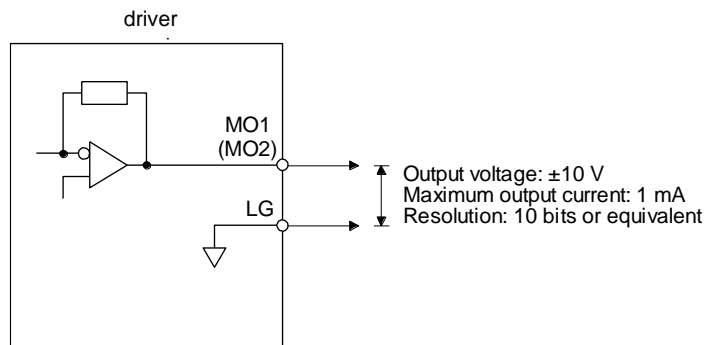 driver
MO1
(MO2)
LG
Output voltage: ±10 V
Maximum output current: 1 mA
Resolution: 10 bits or equivalent